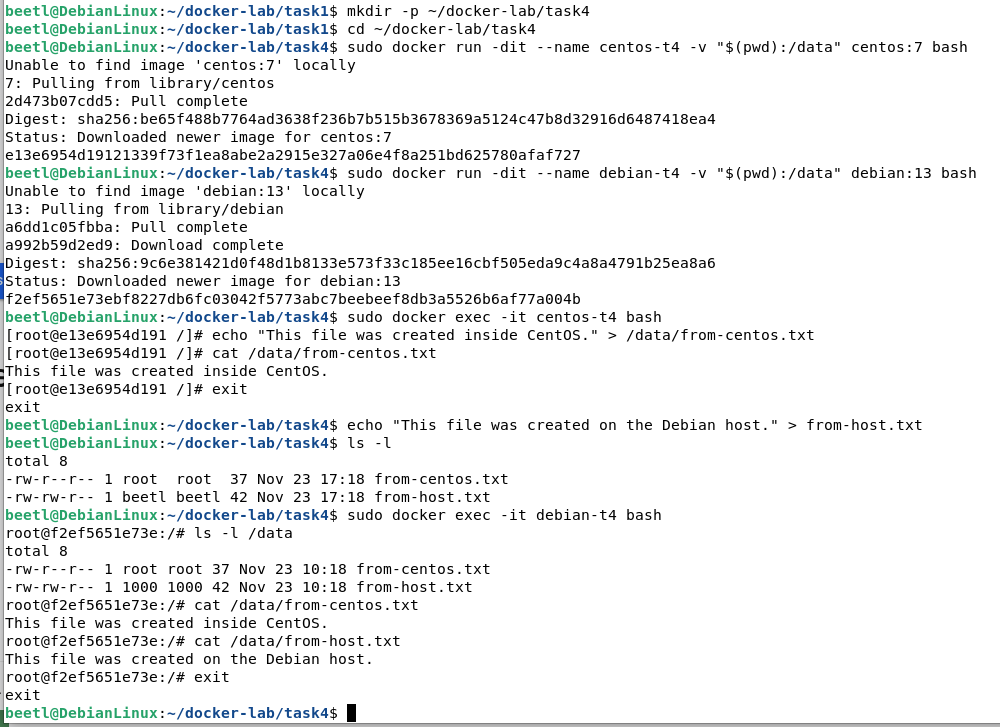 beetl@DebianLinux:~/docker-lab/task1$ mkdir -p ~/docker-lab/task4
beetl@DebianLinux:~/docker-lab/task1$ cd ~/docker-lab/task4
beetl@DebianLinux:~/docker-lab/task4$ sudo docker run -dit --name centos-t4 -v "$(pwd):/data" centos:7 bash
Unable to find image 'centos:7' locally
7: Pulling from library/centos
2d473b07cdd5: Pull complete
Digest: sha256:be65f488b7764ad3638f236b7b515b3678369a5124c47b8d32916d6487418ea4
Status: Downloaded newer image for centos:7
e13e6954d19121339f73f1ea8abe2a2915e327a06e4f8a251bd625780afaf727
beetl@DebianLinux:~/docker-lab/task4$ sudo docker run -dit --name debian-t4 -v "$(pwd):/data" debian:13 bash
Unable to find image 'debian:13' locally
13: Pulling from library/debian
a6dd1c05fbba: Pull complete
a992b59d2ed9: Download complete
Digest: sha256:9c6e381421d0f48d1b8133e573f33c185ee16cbf505eda9c4a8a4791b25ea8a6
Status: Downloaded newer image for debian:13
f2ef5651e73ebf8227db6fc03042f5773abc7beebeef8db3a5526b6af77a004b
beetl@DebianLinux:~/docker-lab/task4$ sudo docker exec -it centos-t4 bash
[root@e13e6954d191 /]# echo "This file was created inside CentOS." > /data/from-centos.txt
[root@e13e6954d191 /]# cat /data/from-centos.txt
This file was created inside CentOS.
[root@e13e6954d191 /]# exit
exit
beetl@DebianLinux:~/docker-lab/task4$ echo "This file was created on the Debian host." > from-host.txt
beetl@DebianLinux:~/docker-lab/task4$ ls -l
total 8
-rw-r--r-- 1 root  root  37 Nov 23 17:18 from-centos.txt
-rw-rw-r-- 1 beetl beetl 42 Nov 23 17:18 from-host.txt
beetl@DebianLinux:~/docker-lab/task4$ sudo docker exec -it debian-t4 bash
root@f2ef5651e73e:/# ls -l /data
total 8
-rw-r--r-- 1 root root 37 Nov 23 10:18 from-centos.txt
-rw-rw-r-- 1 1000 1000 42 Nov 23 10:18 from-host.txt
root@f2ef5651e73e:/# cat /data/from-centos.txt
This file was created inside CentOS.
root@f2ef5651e73e:/# cat /data/from-host.txt
This file was created on the Debian host.
root@f2ef5651e73e:/# exit
exit
beetl@DebianLinux:~/docker-lab/task4$